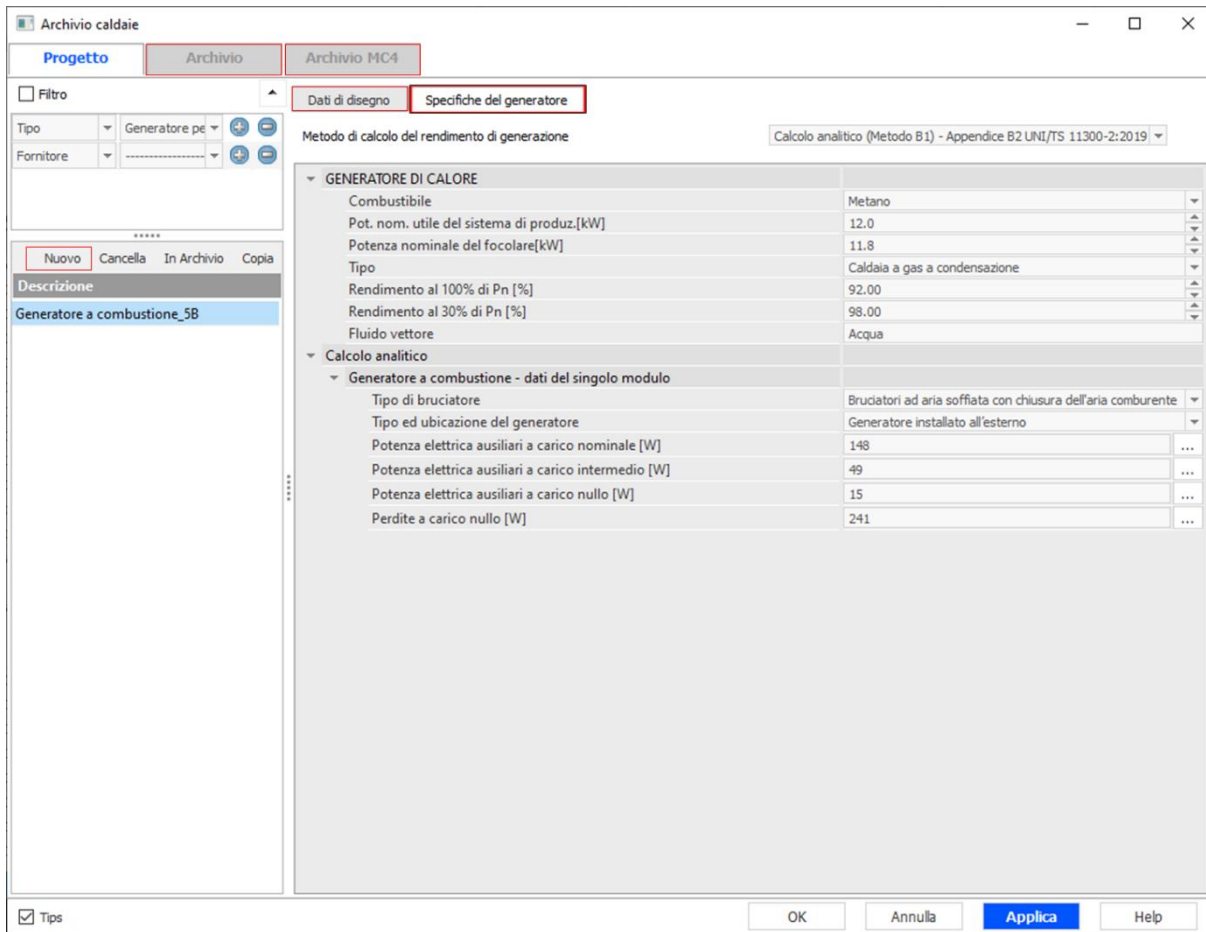 Archivio caldaie
Progetto Archivio Archivio MC4
Filtro
Tipo Generatore pe
Fornitore -----------------
Nuovo Cancella In Archivio Copia
Descrizione
Generatore a combustione_5B
Dati di disegno Specifiche del generatore
Metodo di calcolo del rendimento di generazione Calcolo analitico (Metodo B1) - Appendice B2 UNI/TS 11300-2:2019
GENERATORE DI CALORE
Combustibile Metano
Pot. nom. utile del sistema di produz.[kW] 12.0
Potenza nominale del focolare[kW] 11.8
Tipo Caldaia a gas a condensazione
Rendimento al 100% di Pn [%] 92.00
Rendimento al 30% di Pn [%] 98.00
Fluido vettore Acqua
Calcolo analitico
Generatore a combustione - dati del singolo modulo
Tipo di bruciatore Bruciatori ad aria soffiata con chiusura dell'aria comburente
Tipo ed ubicazione del generatore Generatore installato all'esterno
Potenza elettrica ausiliari a carico nominale [W] 148 ...
Potenza elettrica ausiliari a carico intermedio [W] 49 ...
Potenza elettrica ausiliari a carico nullo [W] 15 ...
Perdite a carico nullo [W] 241 ...
Tips OK Annulla Applica Help